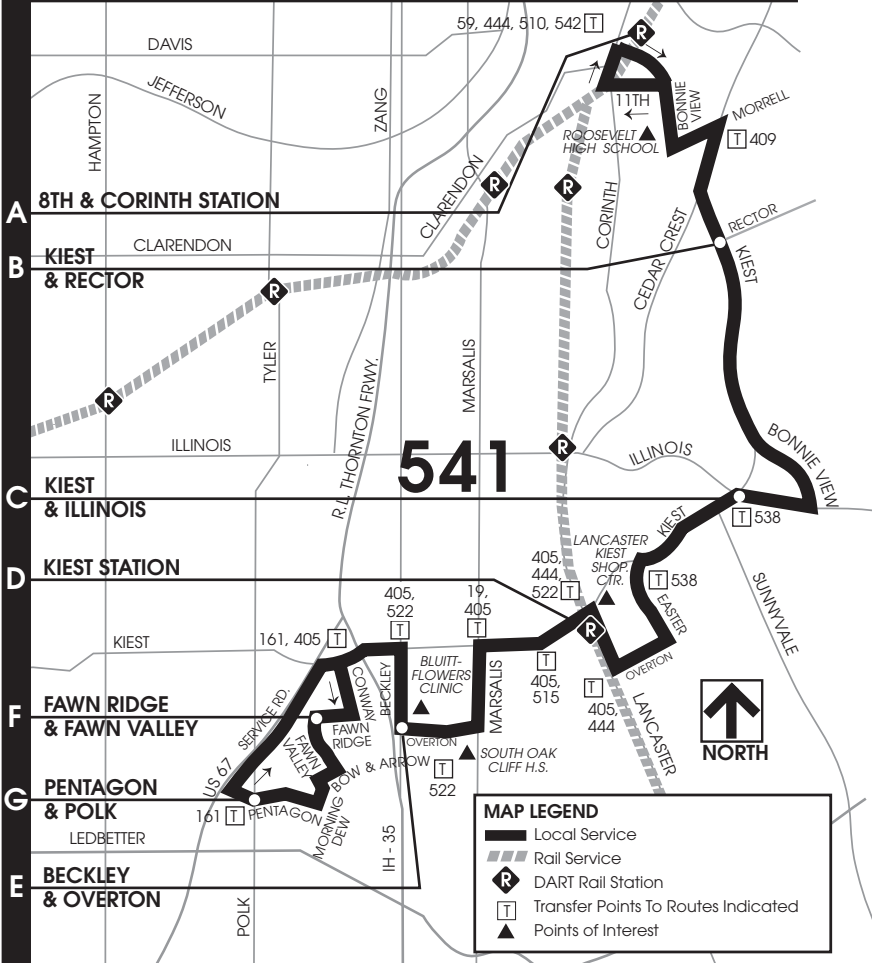 59, 444, 510, 542 T
R
DAVIS
JEFFERSON
HAMPTON
ZANG
11TH
BONNIE
VIEW
MORRELL
ROOSEVELT
HIGH SCHOOL
T 409
CLARENDON
R
R
A
8TH & CORINTH STATION
CORINTH
CEDAR CREST
RECTOR
KIEST
CLARENDON
B
KIEST
& RECTOR
R
TYLER
MARSALIS
R.L. THORNTON FRWY.
R
ILLINOIS
541
R
ILLINOIS
BONNIE VIEW
C
KIEST
& ILLINOIS
T 538
KIEST
LANCASTER
KIEST
SHOP.
CTR.
D
KIEST STATION
405,
444,
522 T
T 538
EASTER
SUNNYVALE
405,
522
T
19,
405
T
161, 405 T
KIEST
R
OVERTON
BLUITT-
FLOWERS
CLINIC
T
405,
515
T
405,
444
LANCASTER
CONWAY
BECKLEY
MARSALIS
F
FAWN RIDGE
& FAWN VALLEY
SERVICE RD.
US 67
FAWN
RIDGE
FAWN
VALLEY
OVERTON
SOUTH OAK
CLIFF H.S.
NORTH
BOW & ARROW
T
522
G
PENTAGON
& POLK
161 T
PENTAGON
MORNING
DEW
LEDBETTER
IH - 35
E
BECKLEY
& OVERTON
POLK
MAP LEGEND
Local Service
Rail Service
R DART Rail Station
T Transfer Points To Routes Indicated
Points of Interest